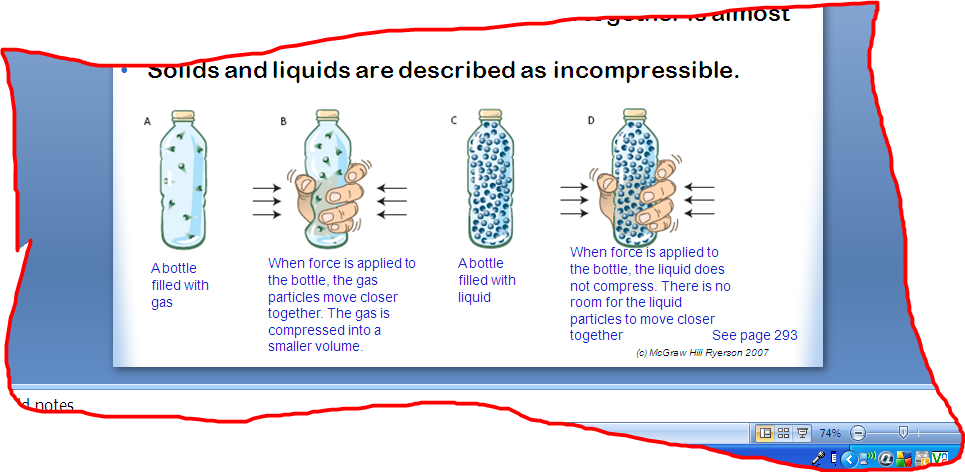 together is almost
• Solids and liquids are described as incompressible.
A
B
C
D
A bottle
filled with
gas
When force is applied to
the bottle, the gas
particles move closer
together. The gas is
compressed into a
smaller volume.
A bottle
filled with
liquid
When force is applied to
the bottle, the liquid does
not compress. There is no
room for the liquid
particles to move closer
together
See page 293
(c) McGraw Hill Ryerson 2007
d notes
74%